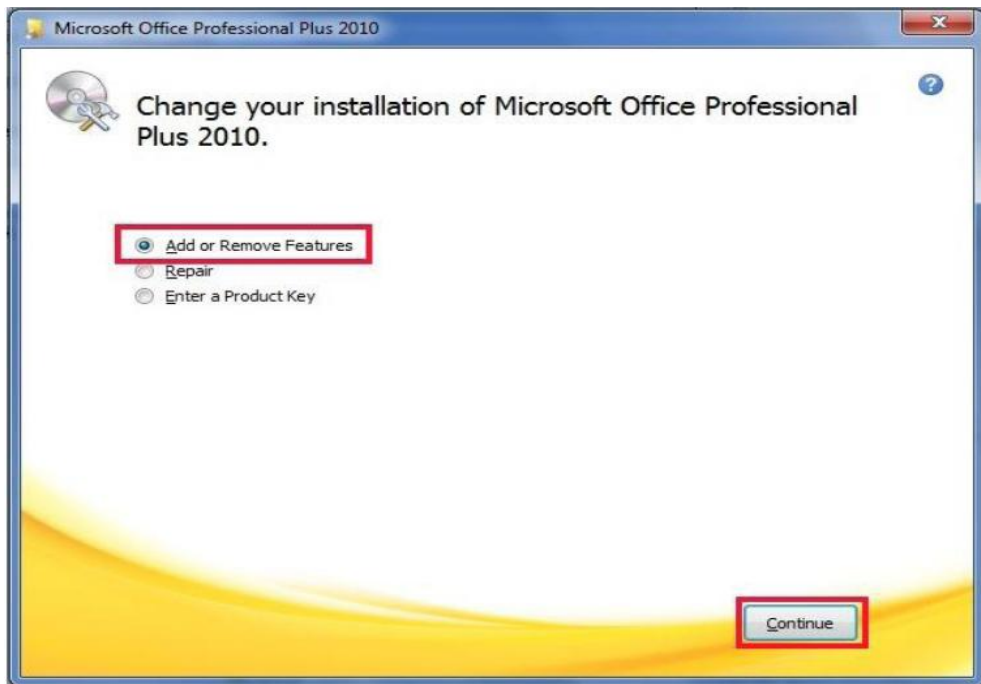 Microsoft Office Professional Plus 2010
Change your installation of Microsoft Office Professional
Plus 2010.
Add or Remove Features
Repair
Enter a Product Key
Continue